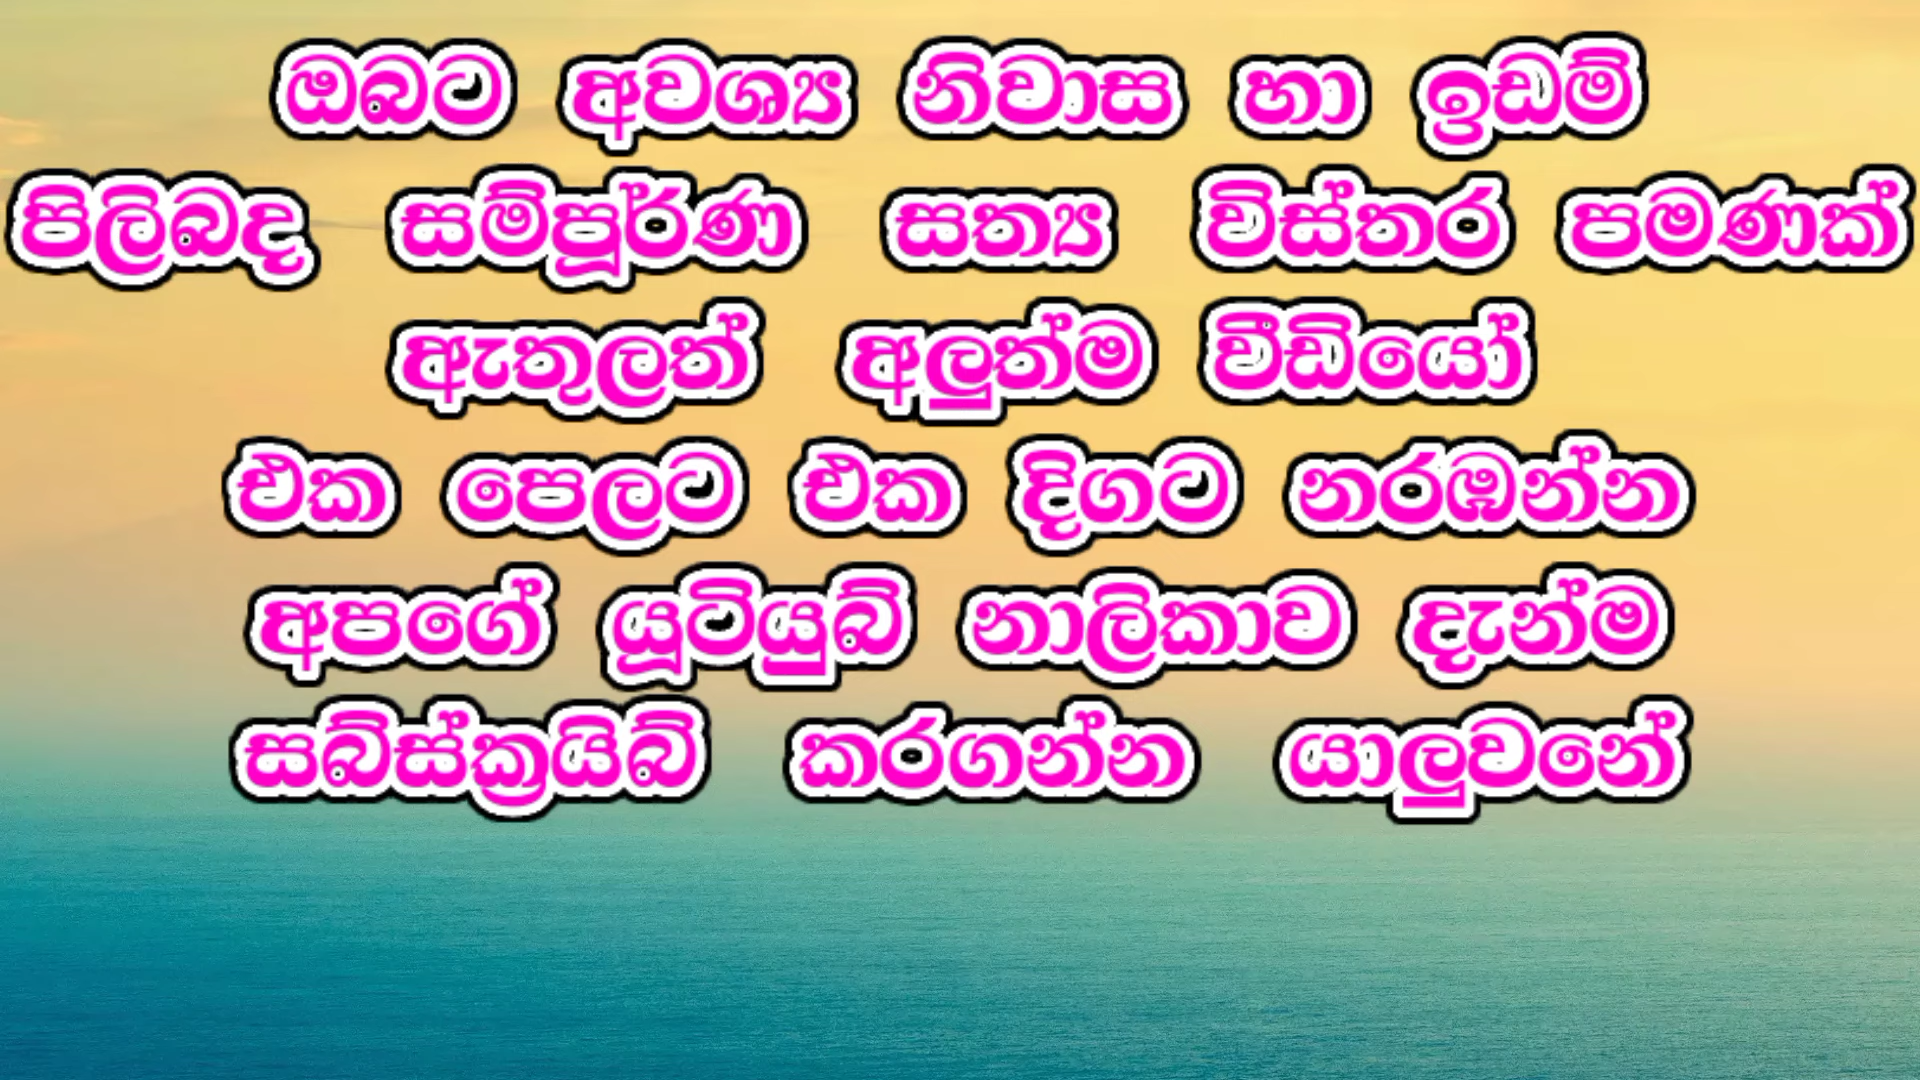 ඔබට අවශ්‍ය නිවාස හා ඉඩම්
පිලිබද සම්පූර්ණ සත්‍ය විස්තර පමණක්
ඇතුලත් අලුත්ම වීඩියෝ
එක පෙලට එක දිගට නරඹන්න
අපගේ යූටියුබ් නාලිකාව දැන්ම
සබ්ස්ක්‍රයිබ් කරගන්න යාලුවනේ